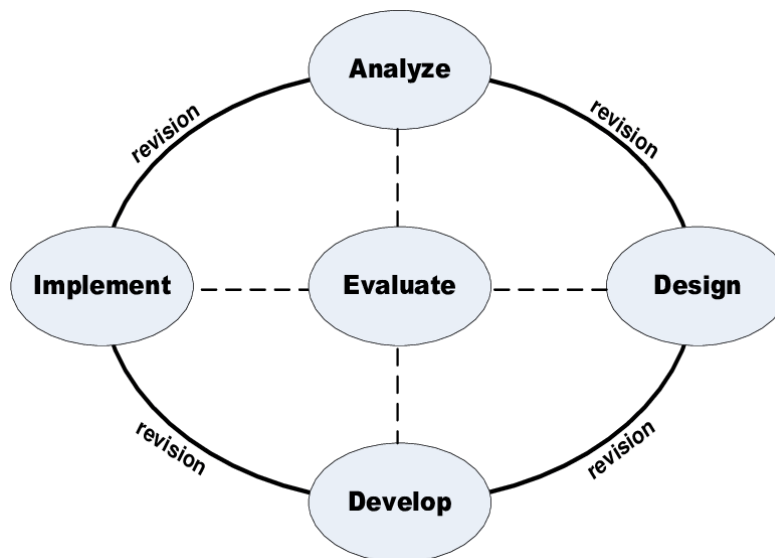 Analyze
revision
revision
Implement
Evaluate
Design
revision
revision
Develop